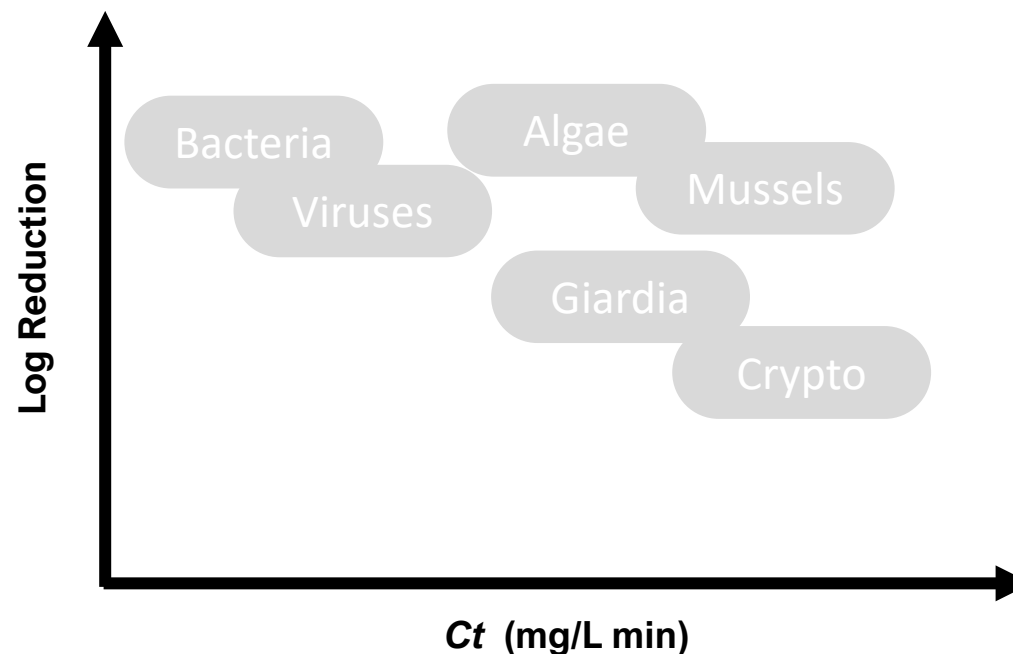 Bacteria
Algae
Mussels
Viruses
Giardia
Crypto
Log Reduction
Ct (mg/L min)